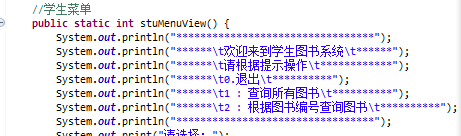 //学生菜单
public static int stuMenuView() {
System.out.println("*********************************");
System.out.println("******\t欢迎来到学生图书系统\t******");
System.out.println("******\t请根据提示操作\t**********");
System.out.println("******\t0.退出\t**********");
System.out.println("******\t1 : 查询所有图书\t**********");
System.out.println("******\t2 : 根据图书编号查询图书\t**********");
System.out.println("*********************************");
System.out.print("请选择: ");